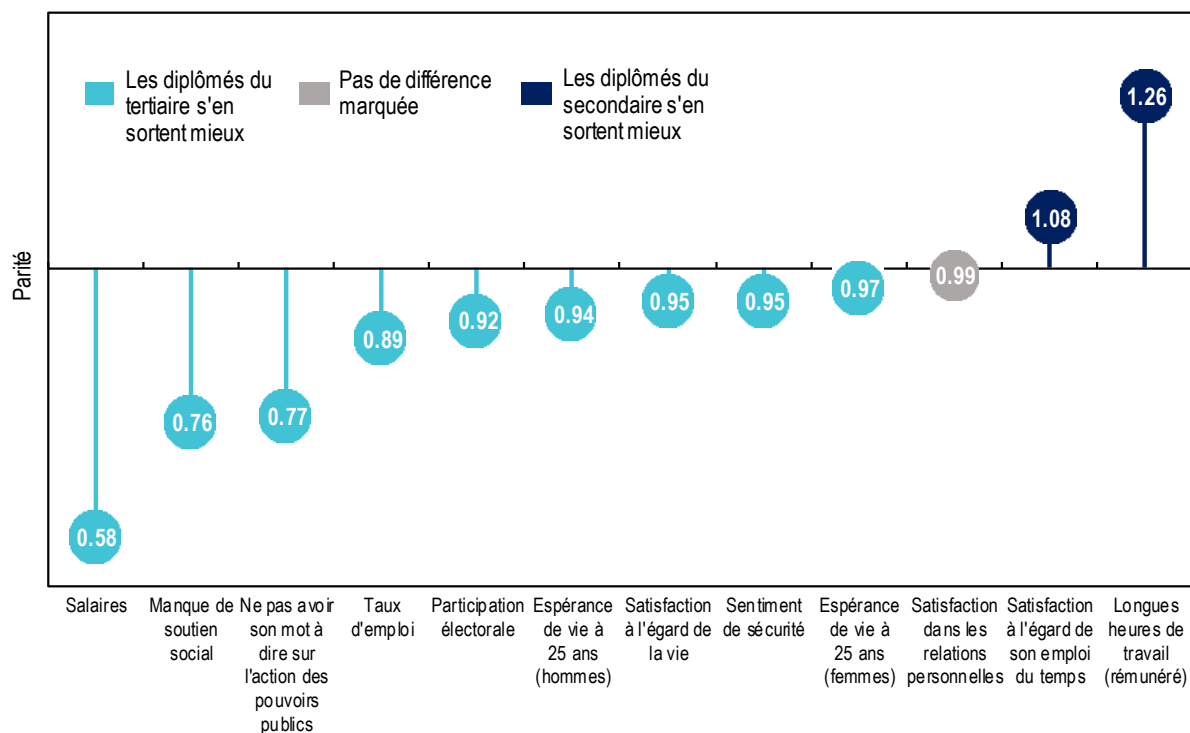 Les diplômés du
tertiaire s'en
sortent mieux
Pas de différence
marquée
Les diplômés du
secondaire s'en
sortent mieux
1.26
1.08
Parité
0.99
0.97
0.95
0.95
0.94
0.92
0.89
0.77
0.76
0.58
Salaires
Manque de
soutien
social
Ne pas avoir
son mot à
dire sur
l'action des
pouvoirs
publics
Taux
d'emploi
Participation
électorale
Espérance
de vie à
25 ans
(hommes)
Satisfaction
à l'égard de
la vie
Sentiment
de sécurité
Espérance
de vie à
25 ans
(femmes)
Satisfaction
dans les
relations
personnelles
Satisfaction
à l'égard de
son emploi
du temps
Longues
heures de
travail
(rémunéré)